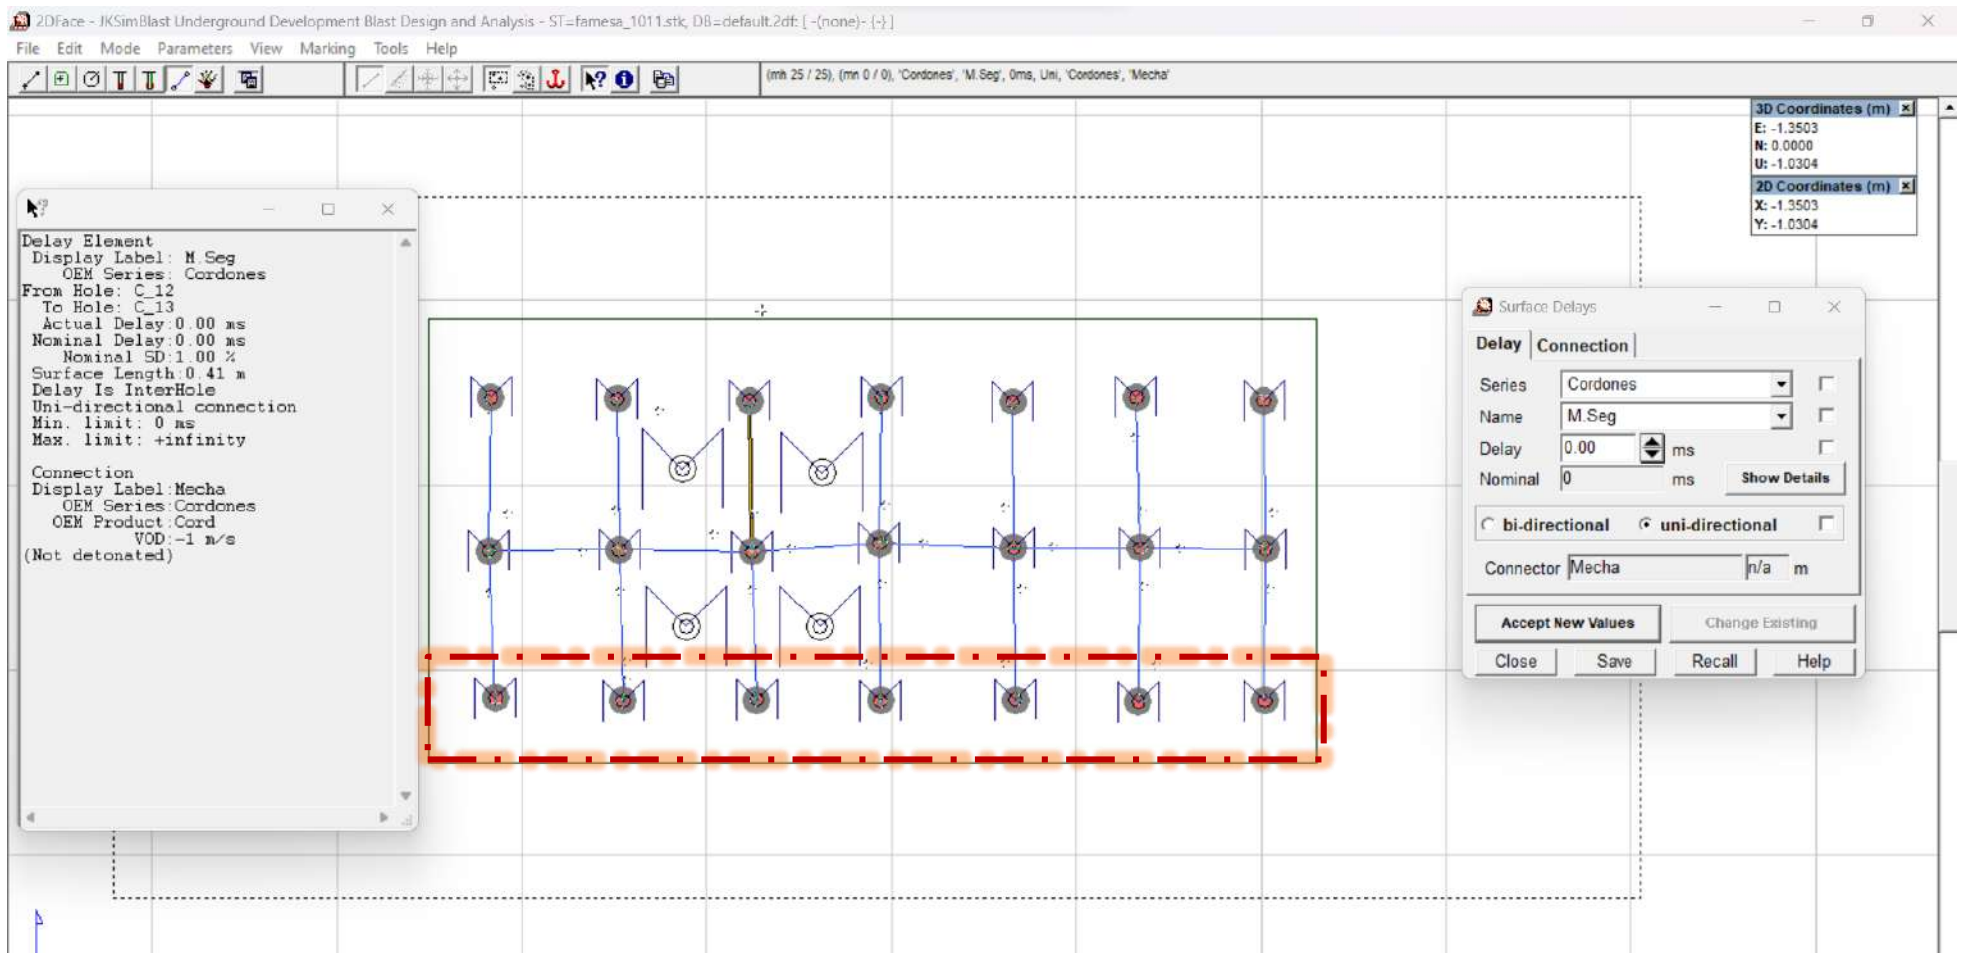 2DFace - JKSimBlast Underground Development Blast Design and Analysis - ST=famesa_1011.stk, DB=default.2df: [ -(none)- {-} ]
File Edit Mode Parameters View Marking Tools Help
(mh 25 / 25), (mn 0 / 0), 'Cordones', 'M.Seg', 0ms, Uni, 'Cordones', 'Mecha'
3D Coordinates (m)
E: -1.3503
N: 0.0000
U: -1.0304
2D Coordinates (m)
X: -1.3503
Y: -1.0304
Delay Element
Display Label: M.Seg
OEM Series: Cordones
From Hole: C_12
To Hole: C_13
Actual Delay:0.00 ms
Nominal Delay:0.00 ms
Nominal SD:1.00 %
Surface Length:0.41 m
Delay Is InterHole
Uni-directional connection
Min. limit: 0 ms
Max. limit: +infinity
Connection
Display Label:Mecha
OEM Series:Cordones
OEM Product:Cord
VOD:-1 m/s
(Not detonated)
Surface Delays
Delay Connection
Series Cordones
Name M.Seg
Delay 0.00 ms
Nominal 0 ms Show Details
bi-directional uni-directional
Connector Mecha n/a m
Accept New Values Change Existing
Close Save Recall Help